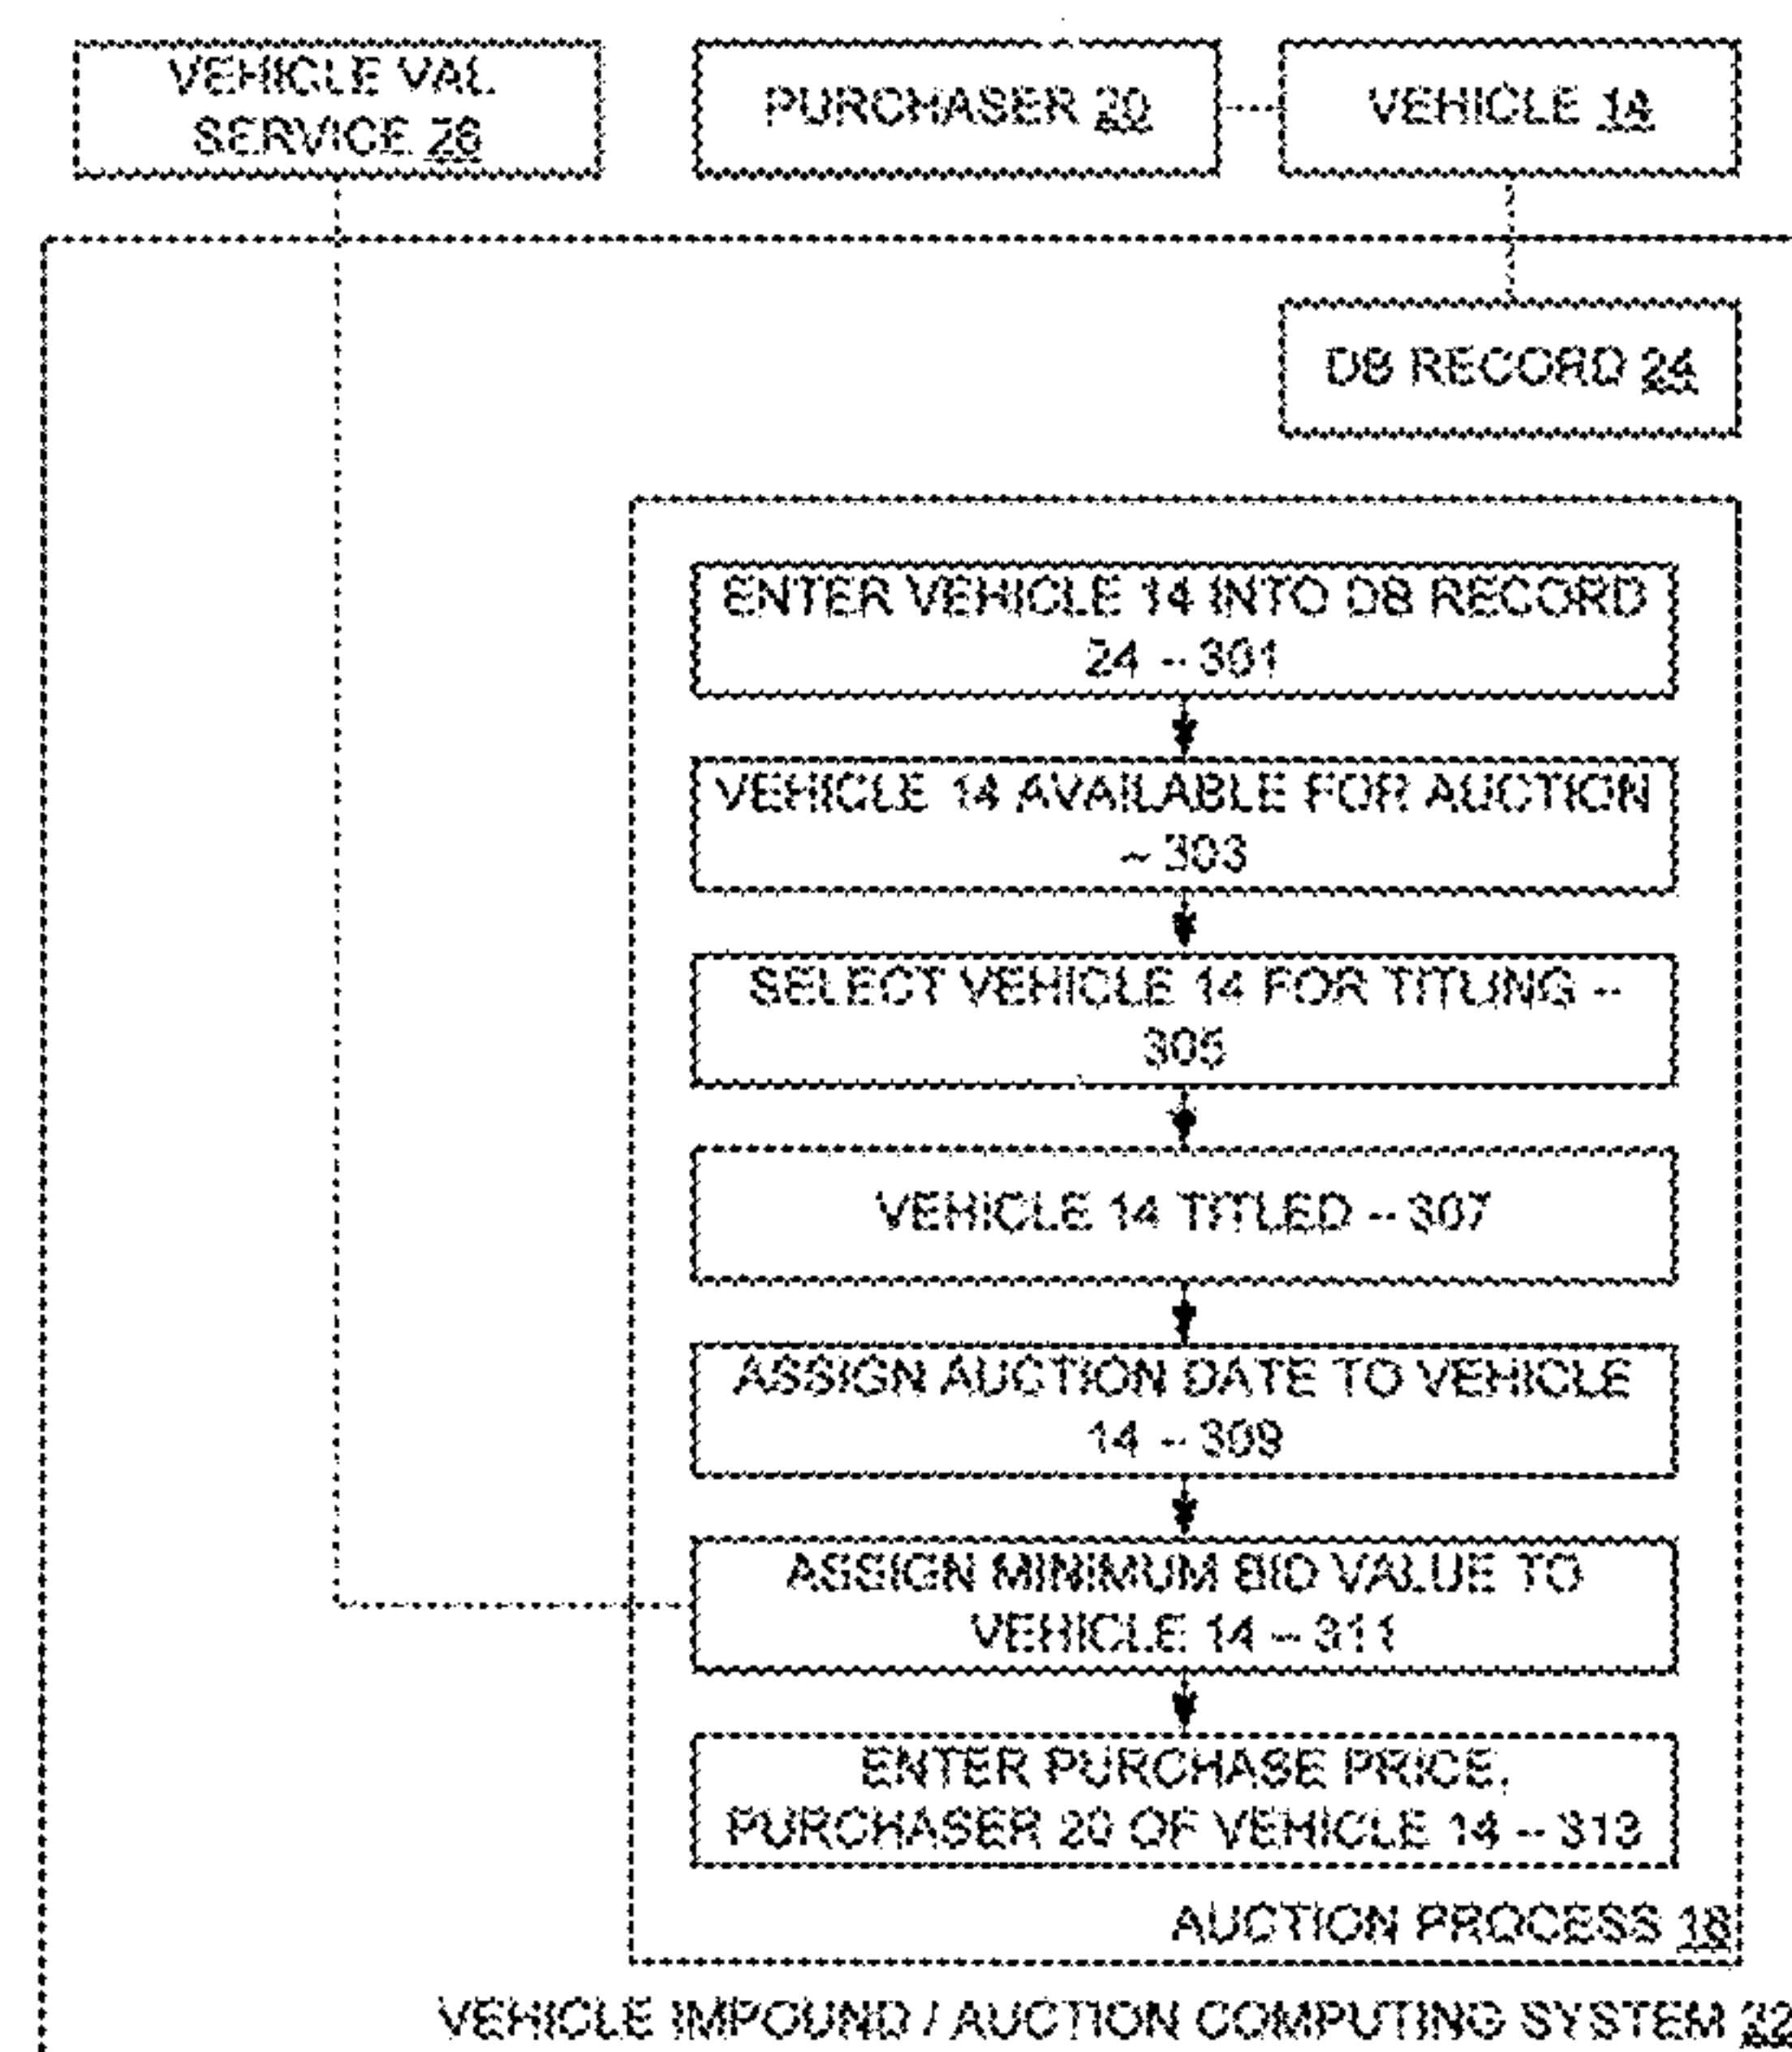 VEHICLE VAL
SERVICE 26
PURCHASER 20
VEHICLE 14
DB RECORD 24
ENTER VEHICLE 14 INTO DB RECORD
24 -- 301
VEHICLE 14 AVAILABLE FOR AUCTION
-- 303
SELECT VEHICLE 14 FOR TITLING --
305
VEHICLE 14 TITLED -- 307
ASSIGN AUCTION DATE TO VEHICLE
14 -- 309
ASSIGN MINIMUM BID VALUE TO
VEHICLE 14 -- 311
ENTER PURCHASE PRICE,
PURCHASER 20 OF VEHICLE 14 -- 313
AUCTION PROCESS 18
VEHICLE IMPOUND / AUCTION COMPUTING SYSTEM